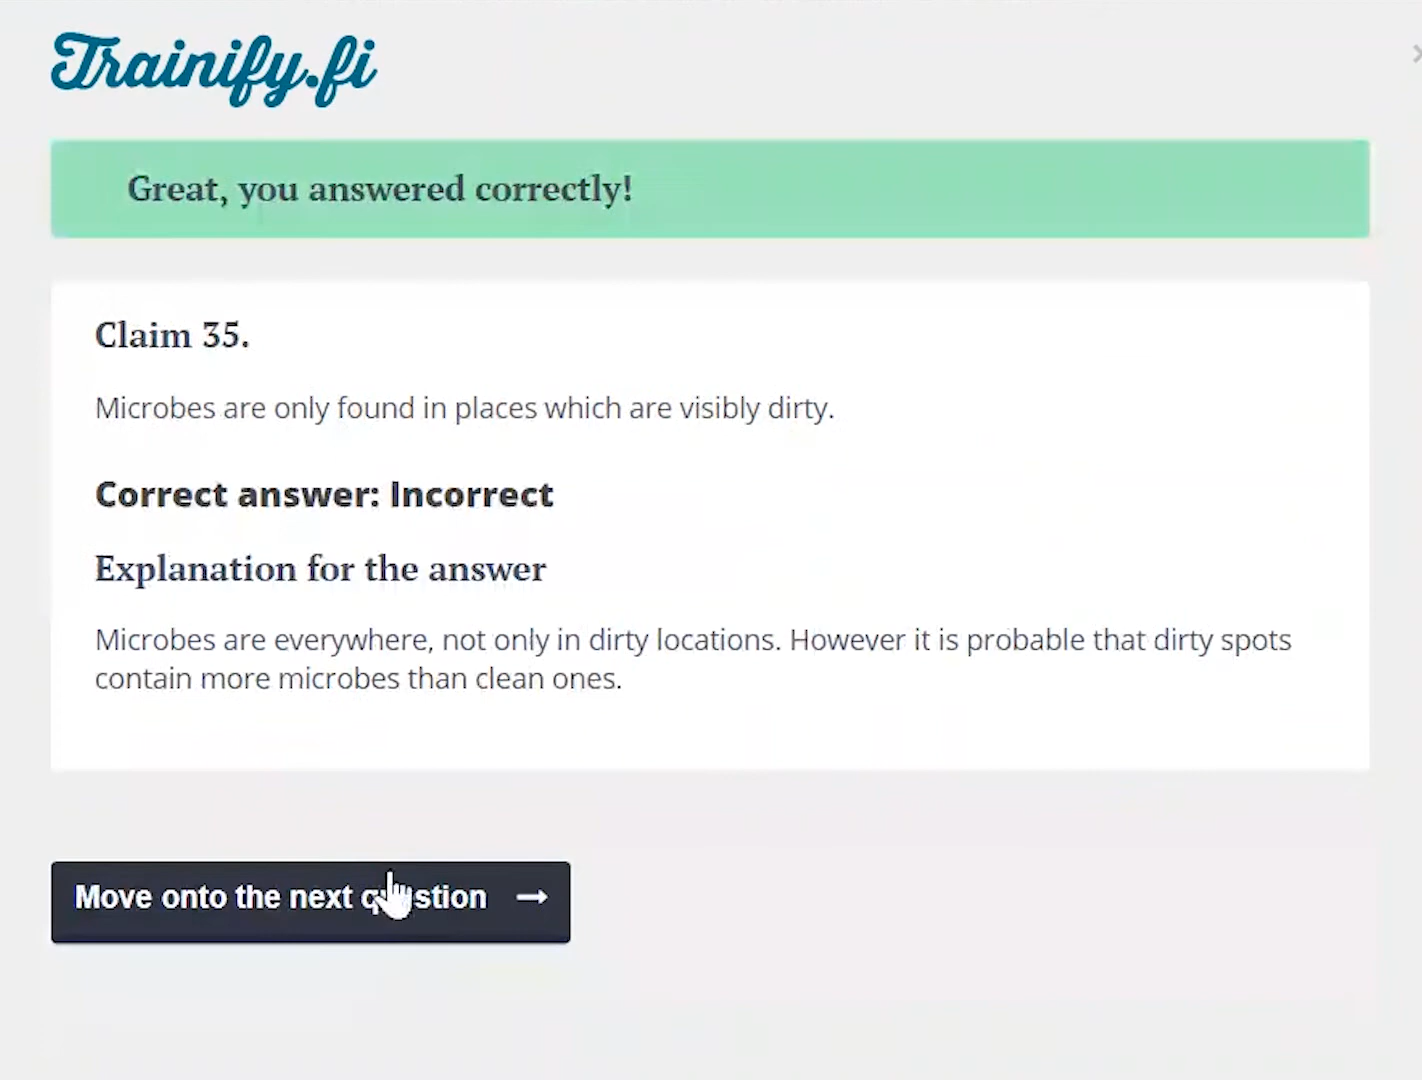 Trainify.fi
Great, you answered correctly!
Claim 35.
Microbes are only found in places which are visibly dirty.
Correct answer: Incorrect
Explanation for the answer
Microbes are everywhere, not only in dirty locations. However it is probable that dirty spots
contain more microbes than clean ones.
Move onto the next question →